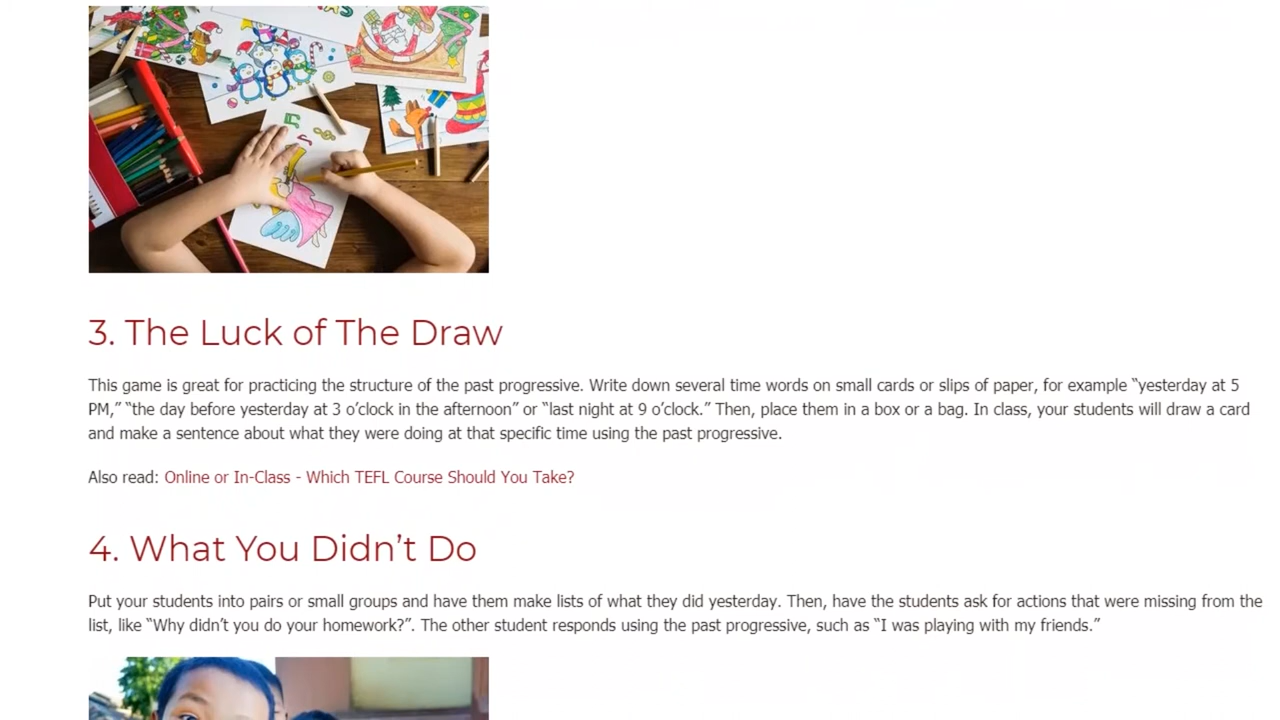 3. The Luck of The Draw
This game is great for practicing the structure of the past progressive. Write down several time words on small cards or slips of paper, for example “yesterday at 5
PM,” “the day before yesterday at 3 o’clock in the afternoon” or “last night at 9 o’clock.” Then, place them in a box or a bag. In class, your students will draw a card
and make a sentence about what they were doing at that specific time using the past progressive.
Also read: Online or In-Class - Which TEFL Course Should You Take?
4. What You Didn’t Do
Put your students into pairs or small groups and have them make lists of what they did yesterday. Then, have the students ask for actions that were missing from the
list, like “Why didn’t you do your homework?”. The other student responds using the past progressive, such as “I was playing with my friends.”